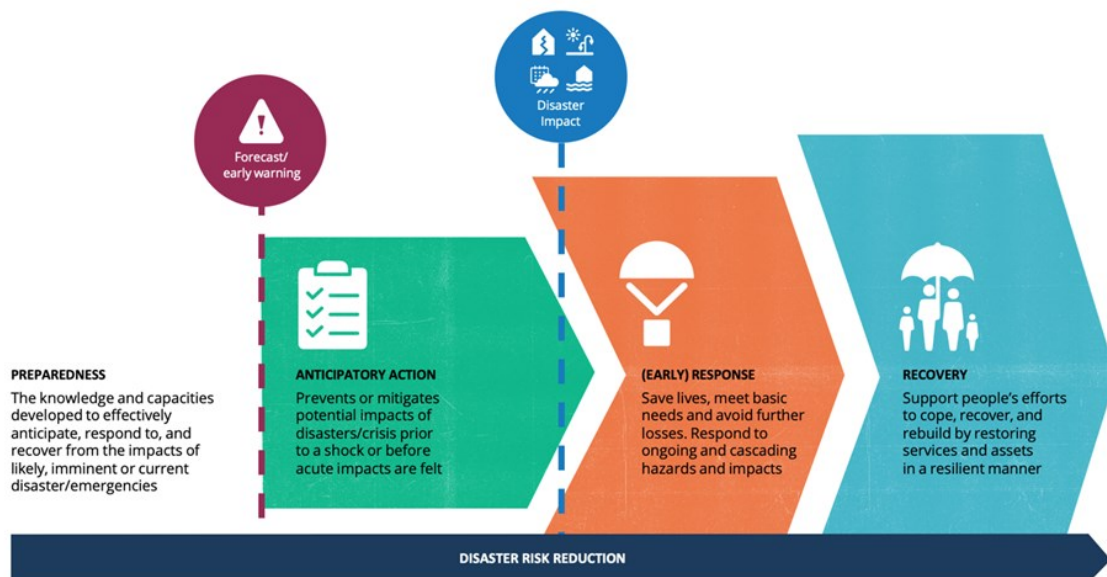 Forecast/
early warning
Disaster
Impact
PREPAREDNESS
The knowledge and capacities
developed to effectively
anticipate, respond to, and
recover from the impacts of
likely, imminent or current
disaster/emergencies
ANTICIPATORY ACTION
Prevents or mitigates
potential impacts of
disasters/crisis prior
to a shock or before
acute impacts are felt
(EARLY) RESPONSE
Save lives, meet basic
needs and avoid further
losses. Respond to
ongoing and cascading
hazards and impacts
RECOVERY
Support people’s efforts
to cope, recover, and
rebuild by restoring
services and assets
in a resilient manner
DISASTER RISK REDUCTION